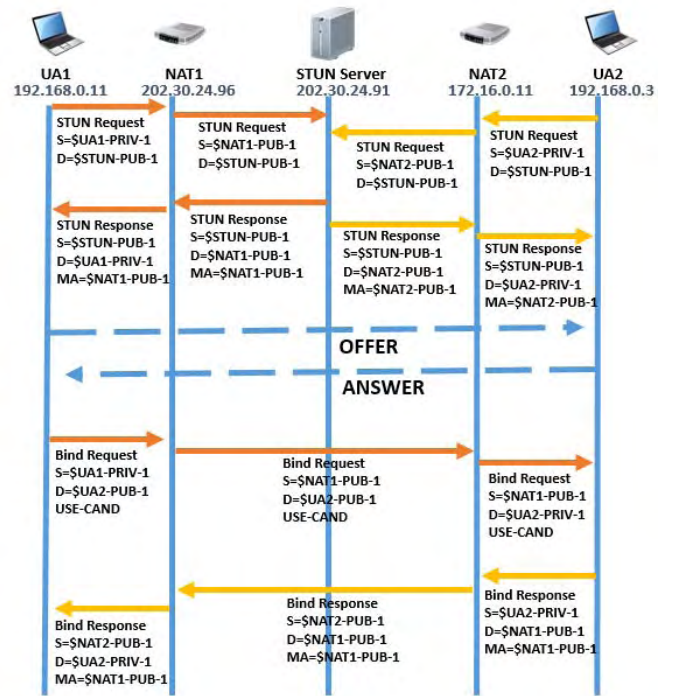 UA1
192.168.0.11
NAT1
202.30.24.96
STUN Server
202.30.24.91
NAT2
172.16.0.11
UA2
192.168.0.3
STUN Request
S=$UA1-PRIV-1
D=$STUN-PUB-1
STUN Request
S=$NAT1-PUB-1
D=$STUN-PUB-1
STUN Request
S=$NAT2-PUB-1
D=$STUN-PUB-1
STUN Request
S=$UA2-PRIV-1
D=$STUN-PUB-1
STUN Response
S=$STUN-PUB-1
D=$UA1-PRIV-1
MA=$NAT1-PUB-1
STUN Response
S=$STUN-PUB-1
D=$NAT1-PUB-1
MA=$NAT1-PUB-1
STUN Response
S=$STUN-PUB-1
D=$NAT2-PUB-1
MA=$NAT2-PUB-1
STUN Response
S=$STUN-PUB-1
D=$UA2-PRIV-1
MA=$NAT2-PUB-1
OFFER
ANSWER
Bind Request
S=$UA1-PRIV-1
D=$UA2-PUB-1
USE-CAND
Bind Request
S=$NAT1-PUB-1
D=$UA2-PUB-1
USE-CAND
Bind Request
S=$NAT1-PUB-1
D=$UA2-PRIV-1
USE-CAND
Bind Response
S=$NAT2-PUB-1
D=$UA2-PRIV-1
MA=$NAT1-PUB-1
Bind Response
S=$NAT2-PUB-1
D=$NAT1-PUB-1
MA=$NAT1-PUB-1
Bind Response
S=$UA2-PRIV-1
D=$NAT1-PUB-1
MA=$NAT1-PUB-1